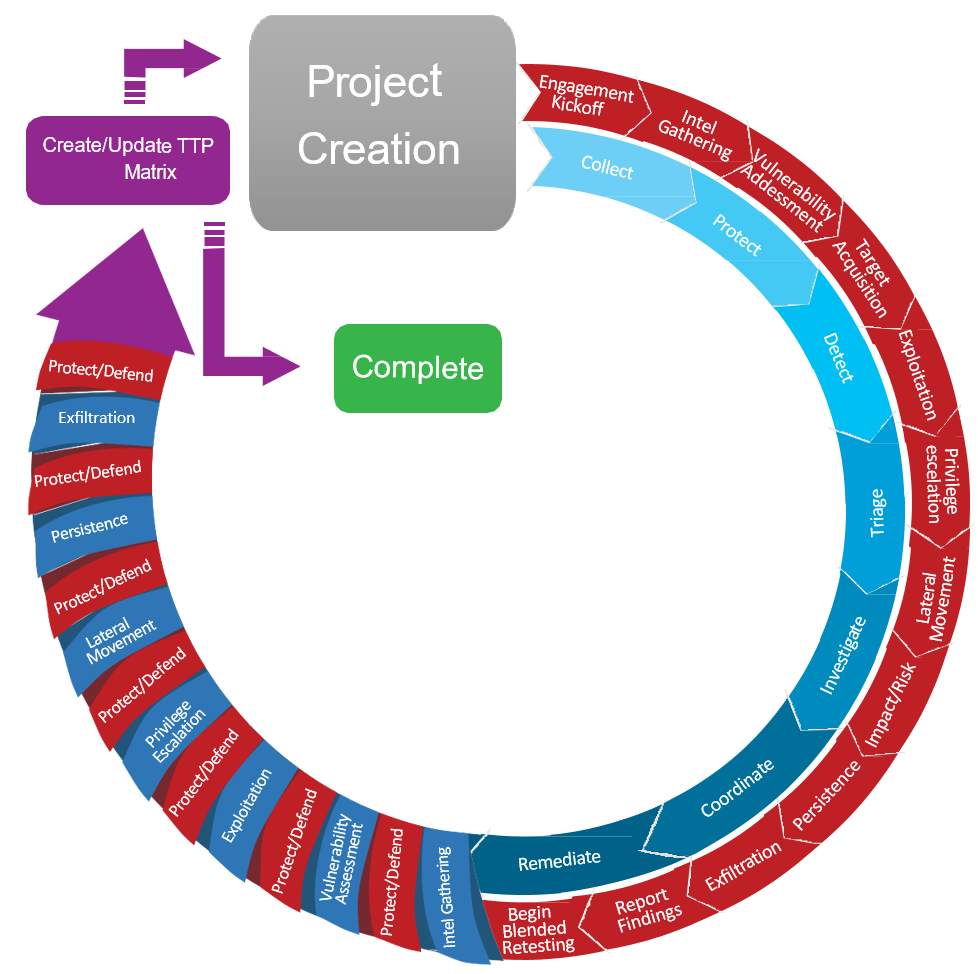 Project
Creation
Create/Update TTP
Matrix
Complete
Engagement
Kickoff
Intel
Gathering
Vulnerability
Addessment
Target
Acquisition
Exploitation
Privilege
escelation
Lateral
Movement
Impact/Risk
Persistence
Exfiltration
Report
Findings
Begin
Blended
Retesting
Collect
Protect
Detect
Triage
Investigate
Coordinate
Remediate
Intel Gathering
Protect/Defend
Vulnerability
Assessment
Protect/Defend
Exploitation
Protect/Defend
Privilege
Escalation
Protect/Defend
Lateral
Movement
Protect/Defend
Persistence
Protect/Defend
Exfiltration
Protect/Defend